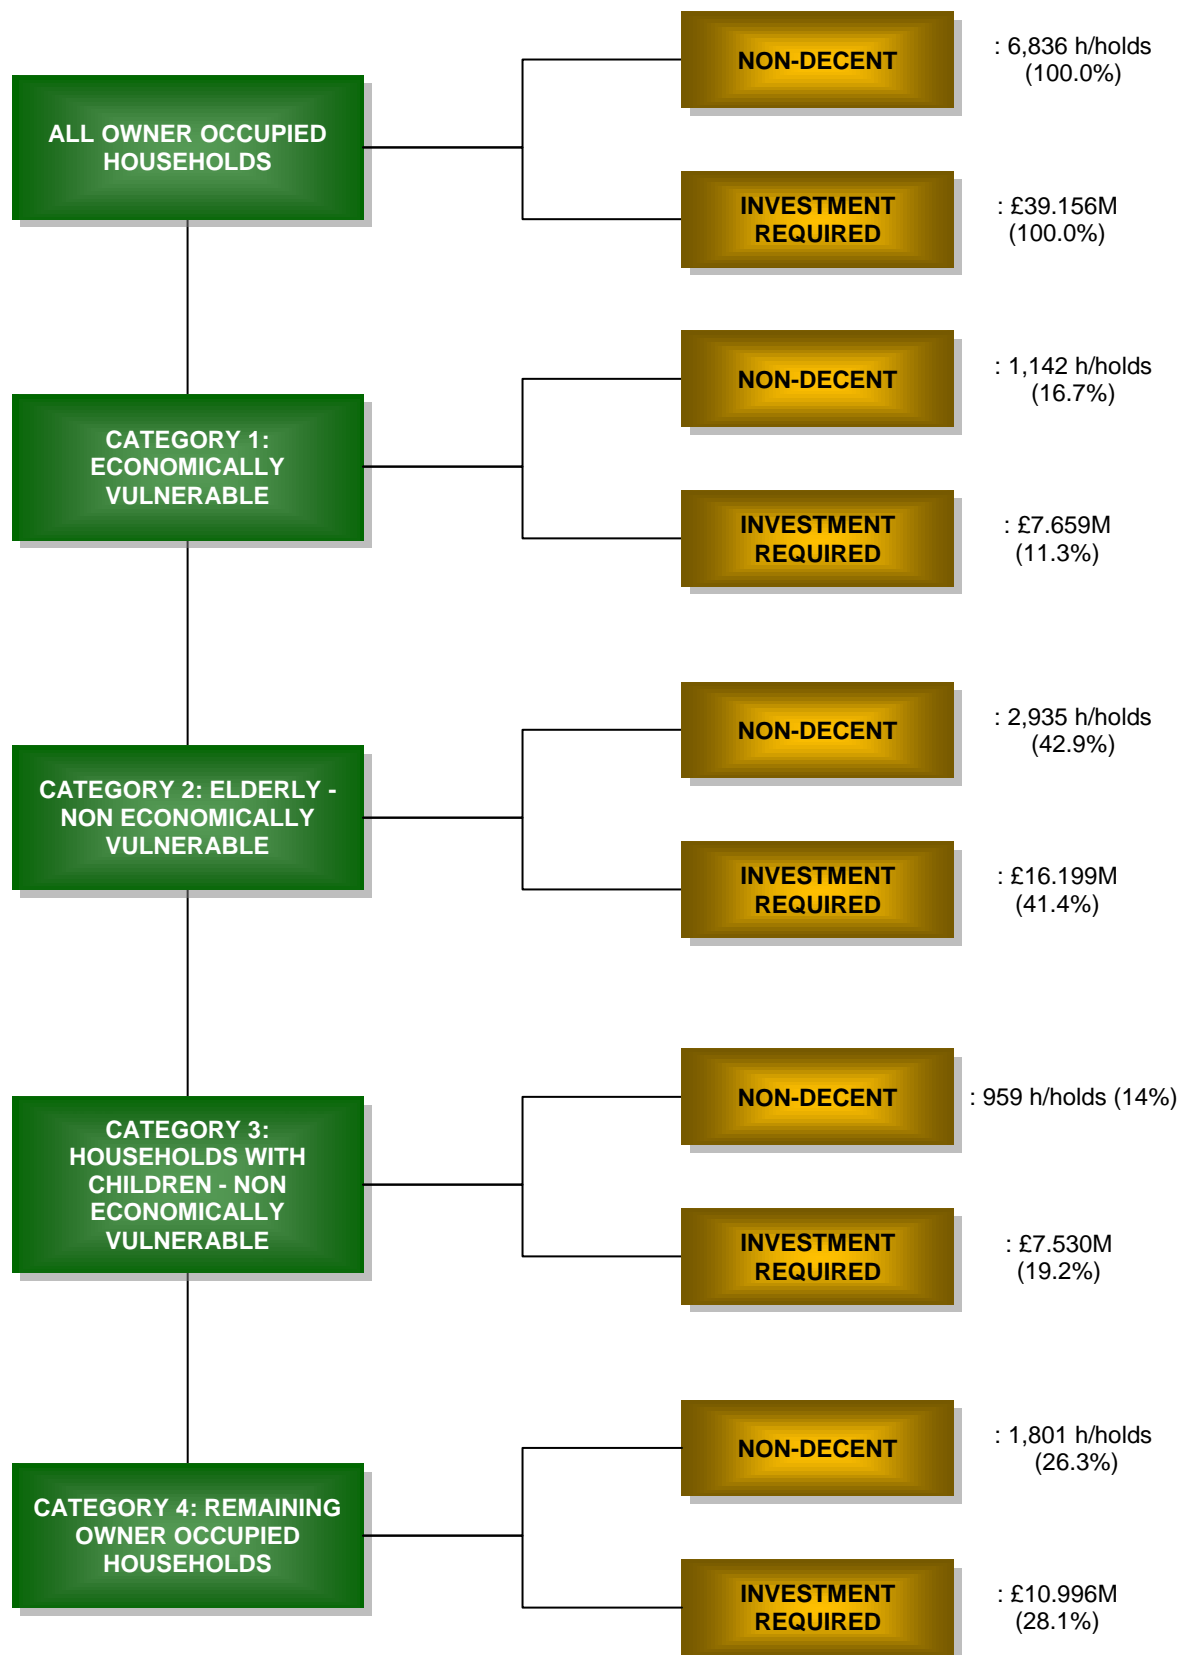 ALL OWNER OCCUPIED
HOUSEHOLDS
NON-DECENT
: 6,836 h/holds
(100.0%)
INVESTMENT
REQUIRED
: £39.156M
(100.0%)
CATEGORY 1:
ECONOMICALLY
VULNERABLE
NON-DECENT
: 1,142 h/holds
(16.7%)
INVESTMENT
REQUIRED
: £7.659M
(11.3%)
CATEGORY 2: ELDERLY -
NON ECONOMICALLY
VULNERABLE
NON-DECENT
: 2,935 h/holds
(42.9%)
INVESTMENT
REQUIRED
: £16.199M
(41.4%)
CATEGORY 3:
HOUSEHOLDS WITH
CHILDREN - NON
ECONOMICALLY
VULNERABLE
NON-DECENT
: 959 h/holds (14%)
INVESTMENT
REQUIRED
: £7.530M
(19.2%)
CATEGORY 4: REMAINING
OWNER OCCUPIED
HOUSEHOLDS
NON-DECENT
: 1,801 h/holds
(26.3%)
INVESTMENT
REQUIRED
: £10.996M
(28.1%)